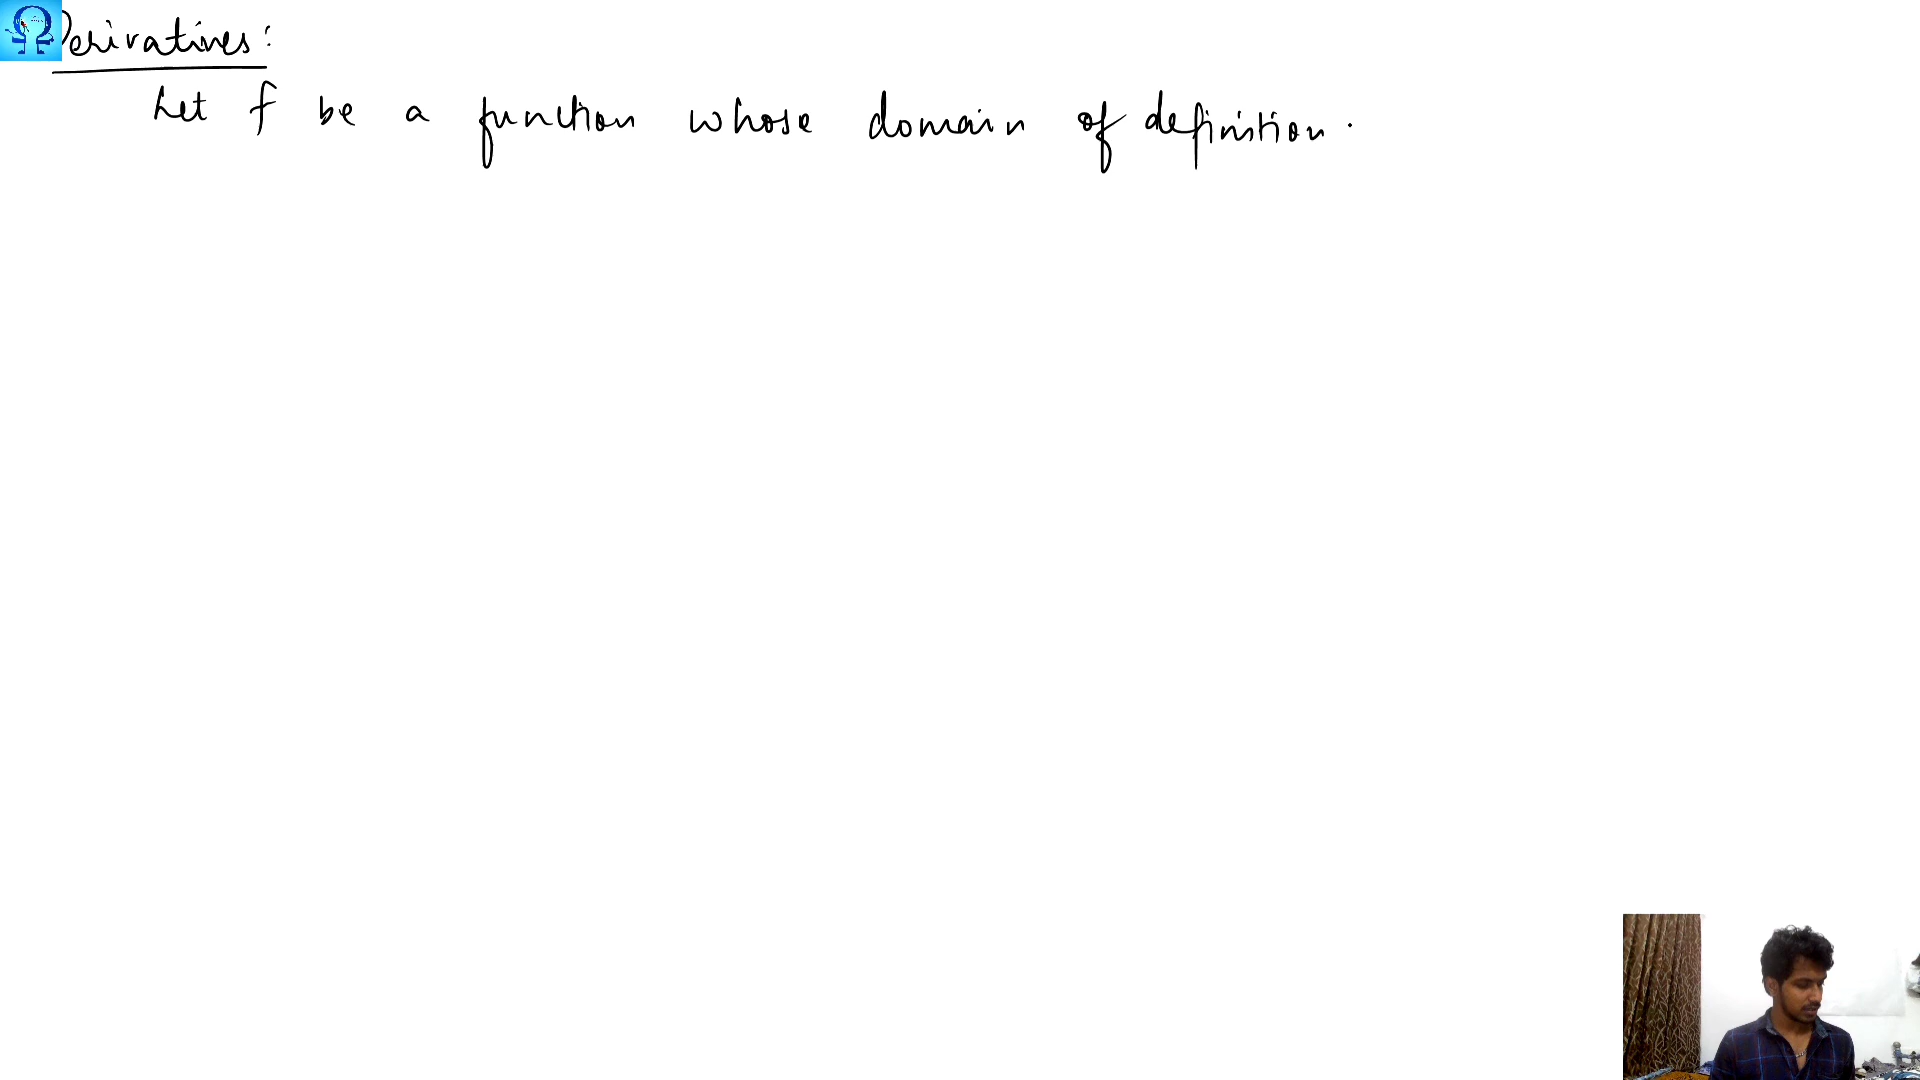 Derivatives:
Let f be a function whose domain of definition.